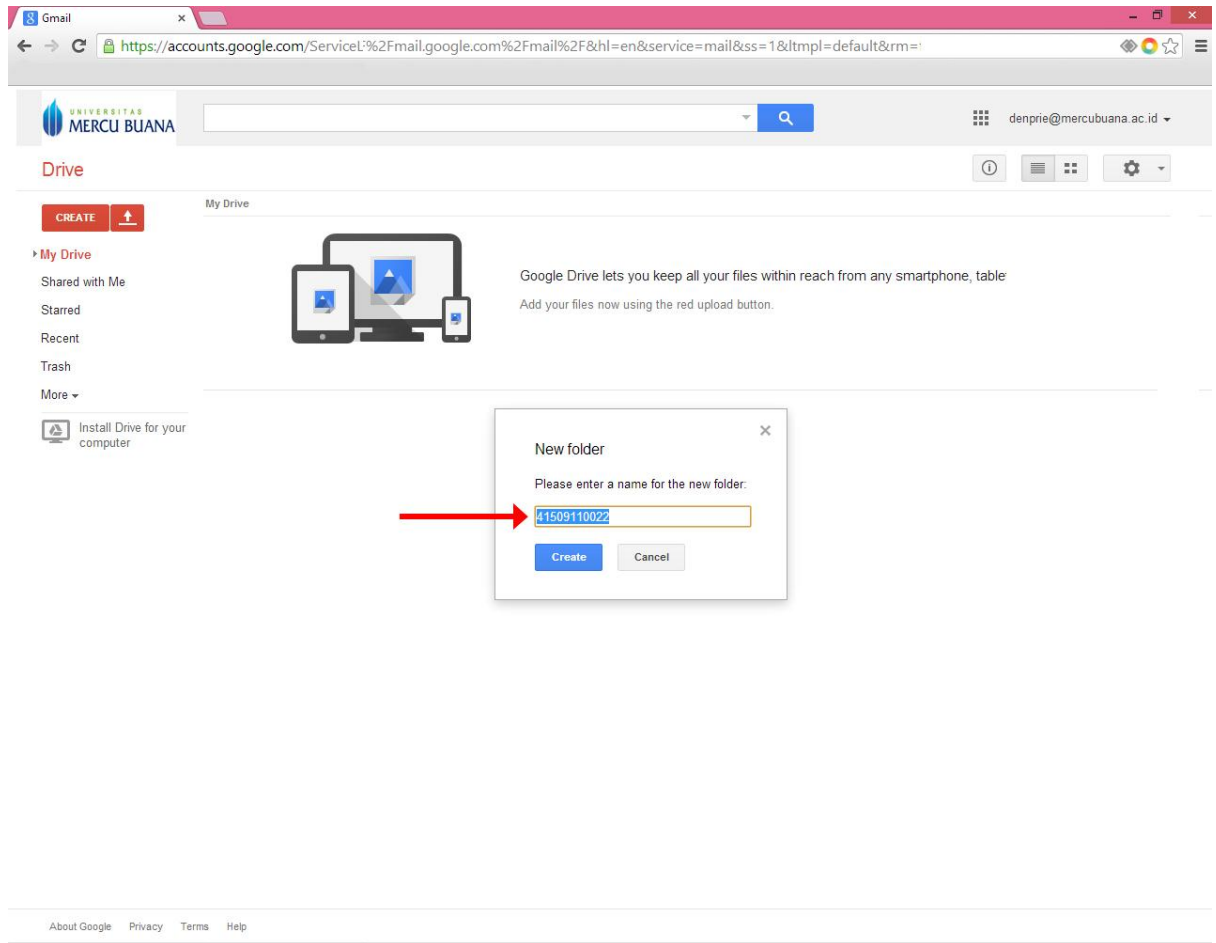 Gmail
https://accounts.google.com/ServiceL
%2Fmail.google.com%2Fmail%2F&hl=en&service=mail&ss=1&ltmpl=default&rm=
UNIVERSITAS
MERCU BUANA
denprie@mercubuana.ac.id
Drive
CREATE
My Drive
My Drive
Shared with Me
Starred
Recent
Trash
More
Install Drive for your
computer
Google Drive lets you keep all your files within reach from any smartphone, table
Add your files now using the red upload button.
New folder
Please enter a name for the new folder:
41509110022
Create Cancel
About Google Privacy Terms Help